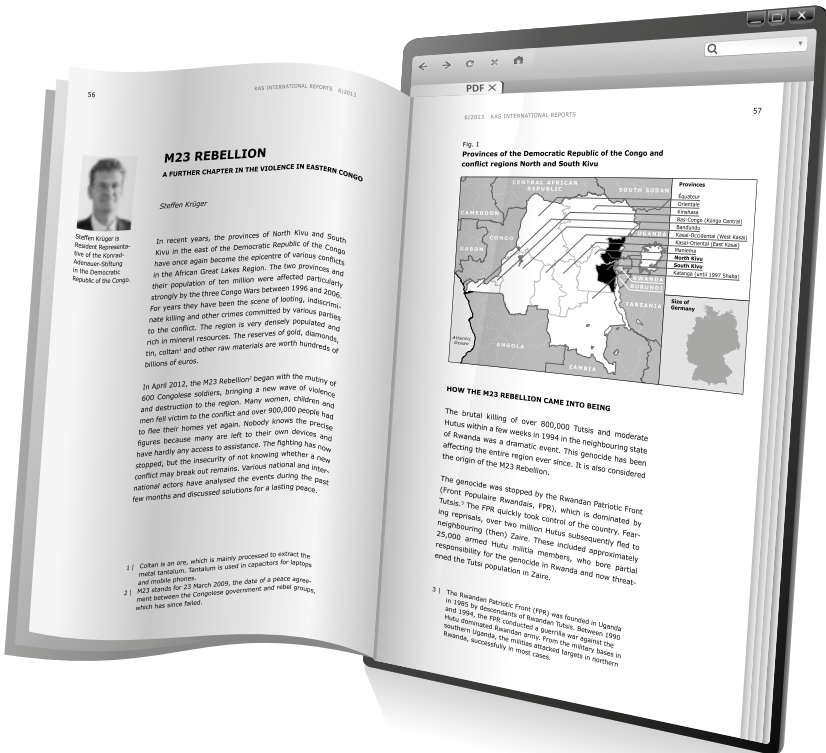 56
KAS INTERNATIONAL REPORTS 6|2013
M23 REBELLION
A FURTHER CHAPTER IN THE VIOLENCE IN EASTERN CONGO
Steffen Krüger
Steffen Krüger is
Resident Representa-
tive of the Konrad-
Adenauer-Stiftung
in the Democratic
Republic of the Congo.
In recent years, the provinces of North Kivu and South
Kivu in the east of the Democratic Republic of the Congo
have once again become the epicentre of various conflicts
in the African Great Lakes Region. The two provinces and
their population of ten million were affected particularly
strongly by the three Congo Wars between 1996 and 2006.
For years they have been the scene of looting, indiscrimi-
nate killing and other crimes committed by various parties
to the conflict. The region is very densely populated and
rich in mineral resources. The reserves of gold, diamonds,
tin, coltan¹ and other raw materials are worth hundreds of
billions of euros.
In April 2012, the M23 Rebellion² began with the mutiny of
600 Congolese soldiers, bringing a new wave of violence
and destruction to the region. Many women, children and
men fell victim to the conflict and over 900,000 people had
to flee their homes yet again. Nobody knows the precise
figures because many are left to their own devices and
have hardly any access to assistance. The fighting has now
stopped, but the insecurity of not knowing whether a new
conflict may break out remains. Various national and inter-
national actors have analysed the events during the past
few months and discussed solutions for a lasting peace.
1 | Coltan is an ore, which is mainly processed to extract the
metal tantalum. Tantalum is used in capacitors for laptops
and mobile phones.
2 | M23 stands for 23 March 2009, the date of a peace agree-
ment between the Congolese government and rebel groups,
which has since failed.
PDF
6|2013 KAS INTERNATIONAL REPORTS
57
Fig. 1
Provinces of the Democratic Republic of the Congo and
conflict regions North and South Kivu
CENTRAL AFRICAN
REPUBLIC
SOUTH SUDAN
CAMEROON
GABON
CONGO
UGANDA
RWANDA
BURUNDI
TANZANIA
ANGOLA
ZAMBIA
Atlantic
Ocean
Provinces
Équateur
Orientale
Kinshasa
Bas-Congo (Kongo Central)
Bandundu
Kasai-Occidental (West Kasai)
Kasai-Oriental (East Kasai)
Maniema
North Kivu
South Kivu
Katanga (until 1997 Shaba)
Size of
Germany
HOW THE M23 REBELLION CAME INTO BEING
The brutal killing of over 800,000 Tutsis and moderate
Hutus within a few weeks in 1994 in the neighbouring state
of Rwanda was a dramatic event. This genocide has been
affecting the entire region ever since. It is also considered
the origin of the M23 Rebellion.
The genocide was stopped by the Rwandan Patriotic Front
(Front Populaire Rwandais, FPR), which is dominated by
Tutsis.³ The FPR quickly took control of the country. Fear-
ing reprisals, over two million Hutus subsequently fled to
neighbouring (then) Zaire. These included approximately
25,000 armed Hutu militia members, who bore partial
responsibility for the genocide in Rwanda and now threat-
ened the Tutsi population in Zaire.
3 | The Rwandan Patriotic Front (FPR) was founded in Uganda
in 1985 by descendants of Rwandan Tutsis. Between 1990
and 1994, the FPR conducted a guerrilla war against the
Hutu dominated Rwandan army. From the military bases in
southern Uganda, the militias attacked targets in northern
Rwanda, successfully in most cases.